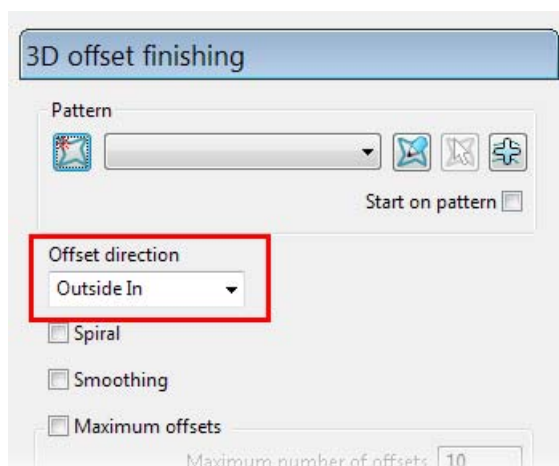 3D offset finishing
Pattern
Start on pattern
Offset direction
Outside In
Spiral
Smoothing
Maximum offsets
Maximum number of offsets 10